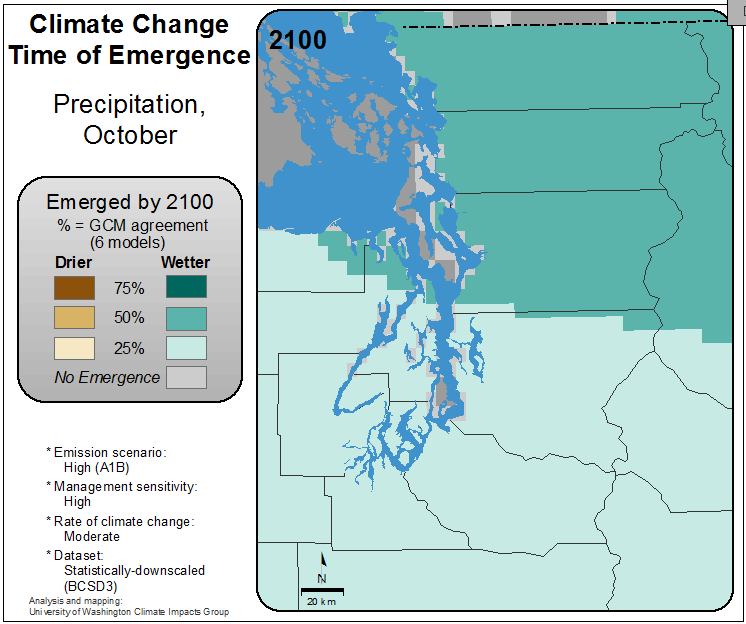 Climate Change
Time of Emergence
Precipitation,
October
Emerged by 2100
% = GCM agreement
(6 models)
Drier Wetter
75%
50%
25%
No Emergence
* Emission scenario:
High (A1B)
* Management sensitivity:
High
* Rate of climate change:
Moderate
* Dataset:
Statistically-downscaled
(BCSD3)
Analysis and mapping:
University of Washington Climate Impacts Group
2100
N
20 km